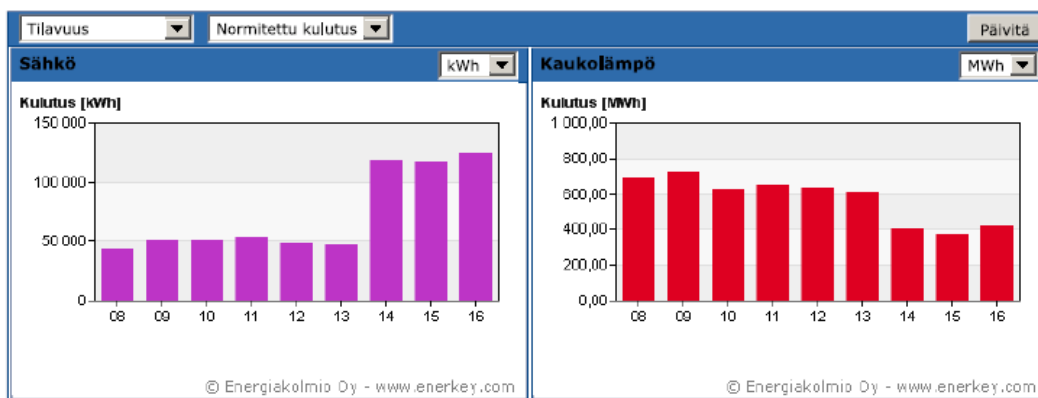 Tilavuus Normitettu kulutus Päivitä
Sähkö kWh
Kulutus [kWh]
150 000
100 000
50 000
0
08 09 10 11 12 13 14 15 16
© Energiakolmio Oy - www.enerkey.com
Kaukolämpö MWh
Kulutus [MWh]
1 000,00
800,00
600,00
400,00
200,00
0,00
08 09 10 11 12 13 14 15 16
© Energiakolmio Oy - www.enerkey.com